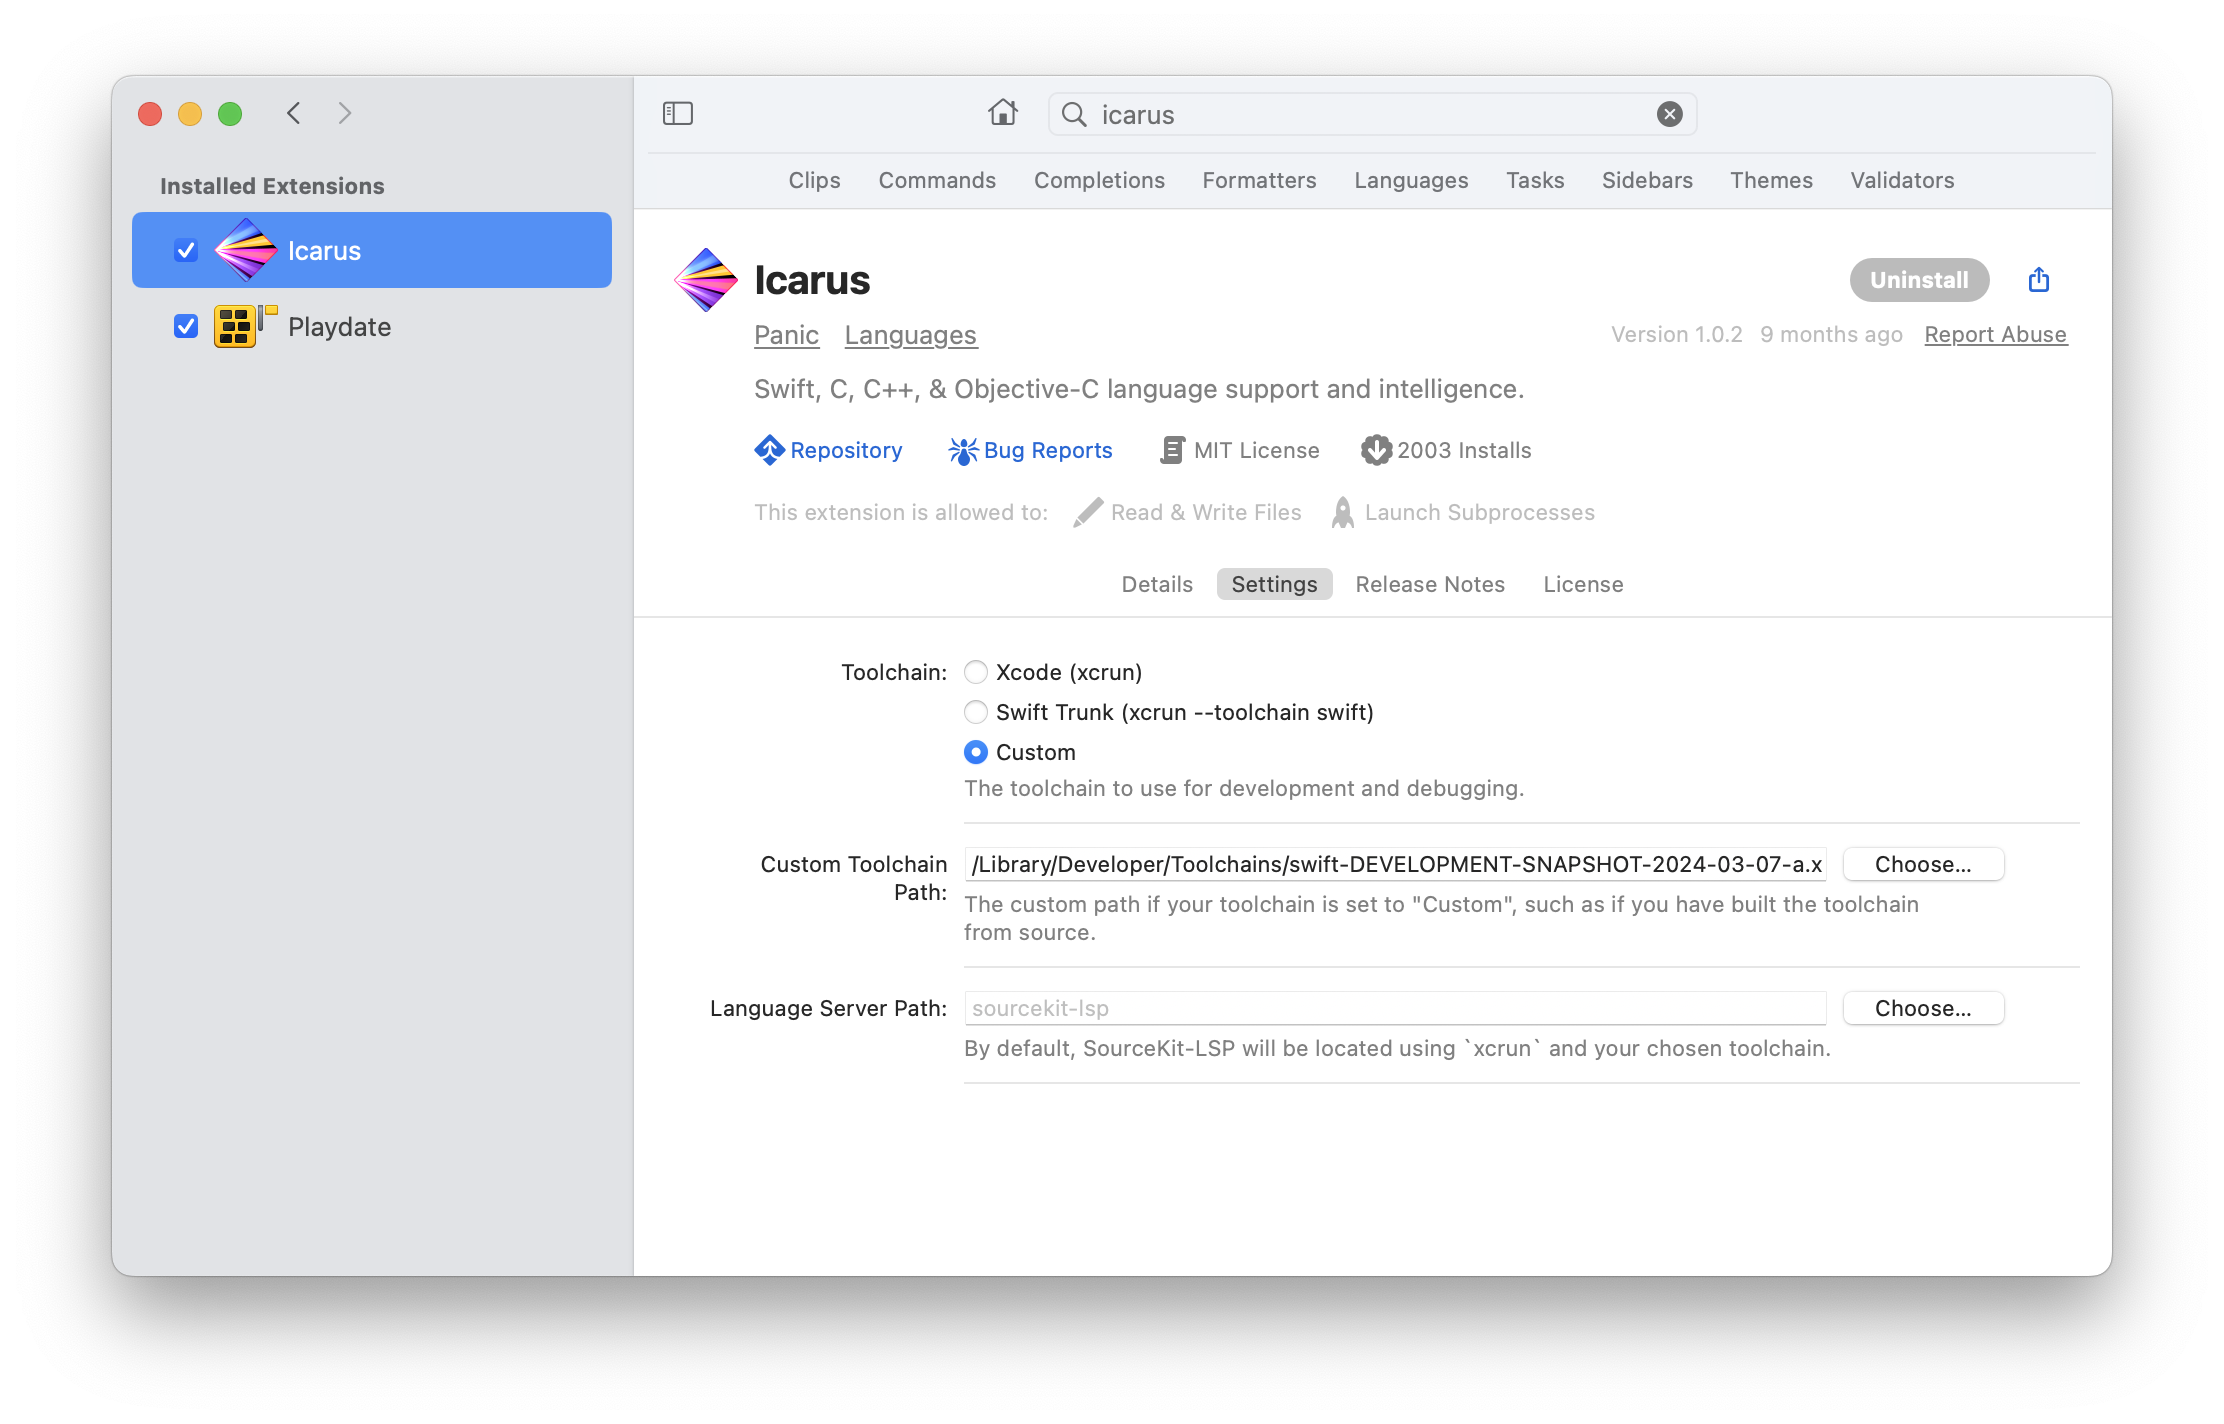 Installed Extensions
Icarus
Playdate
icarus
Clips Commands Completions Formatters Languages Tasks Sidebars Themes Validators
Icarus
Uninstall
Panic Languages
Version 1.0.2 9 months ago Report Abuse
Swift, C, C++, & Objective-C language support and intelligence.
Repository Bug Reports MIT License 2003 Installs
This extension is allowed to: Read & Write Files Launch Subprocesses
Details Settings Release Notes License
Toolchain: Xcode (xcrun)
Swift Trunk (xcrun --toolchain swift)
Custom
The toolchain to use for development and debugging.
Custom Toolchain
Path:
/Library/Developer/Toolchains/swift-DEVELOPMENT-SNAPSHOT-2024-03-07-a.x Choose...
The custom path if your toolchain is set to "Custom", such as if you have built the toolchain
from source.
Language Server Path: sourcekit-lsp Choose...
By default, SourceKit-LSP will be located using `xcrun` and your chosen toolchain.